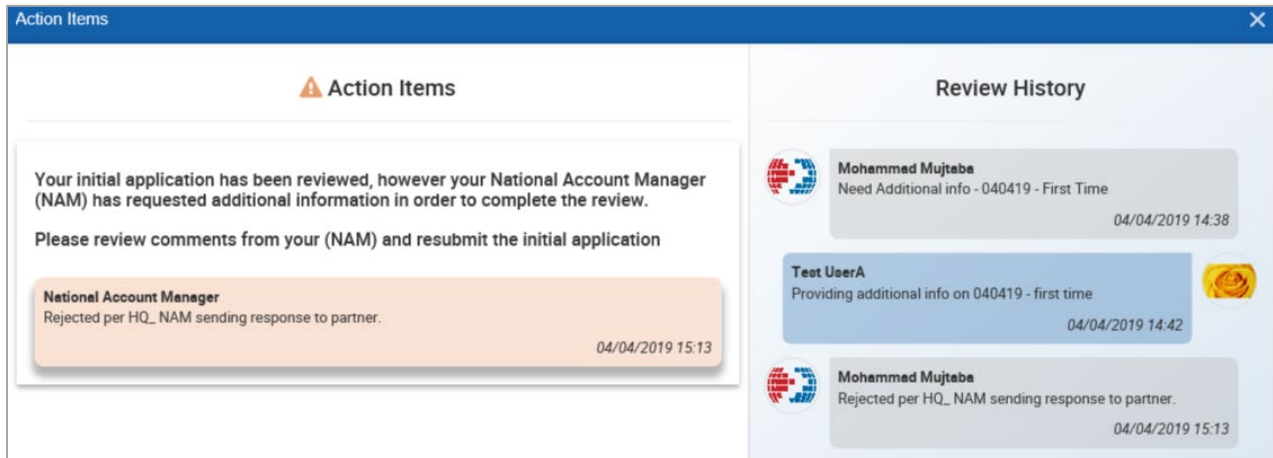 Action Items
Action Items
Your initial application has been reviewed, however your National Account Manager
(NAM) has requested additional information in order to complete the review.
Please review comments from your (NAM) and resubmit the initial application
National Account Manager
Rejected per HQ_ NAM sending response to partner.
04/04/2019 15:13
Review History
Mohammad Mujtaba
Need Additional info - 040419 - First Time
04/04/2019 14:38
Test UserA
Providing additional info on 040419 - first time
04/04/2019 14:42
Mohammad Mujtaba
Rejected per HQ_ NAM sending response to partner.
04/04/2019 15:13